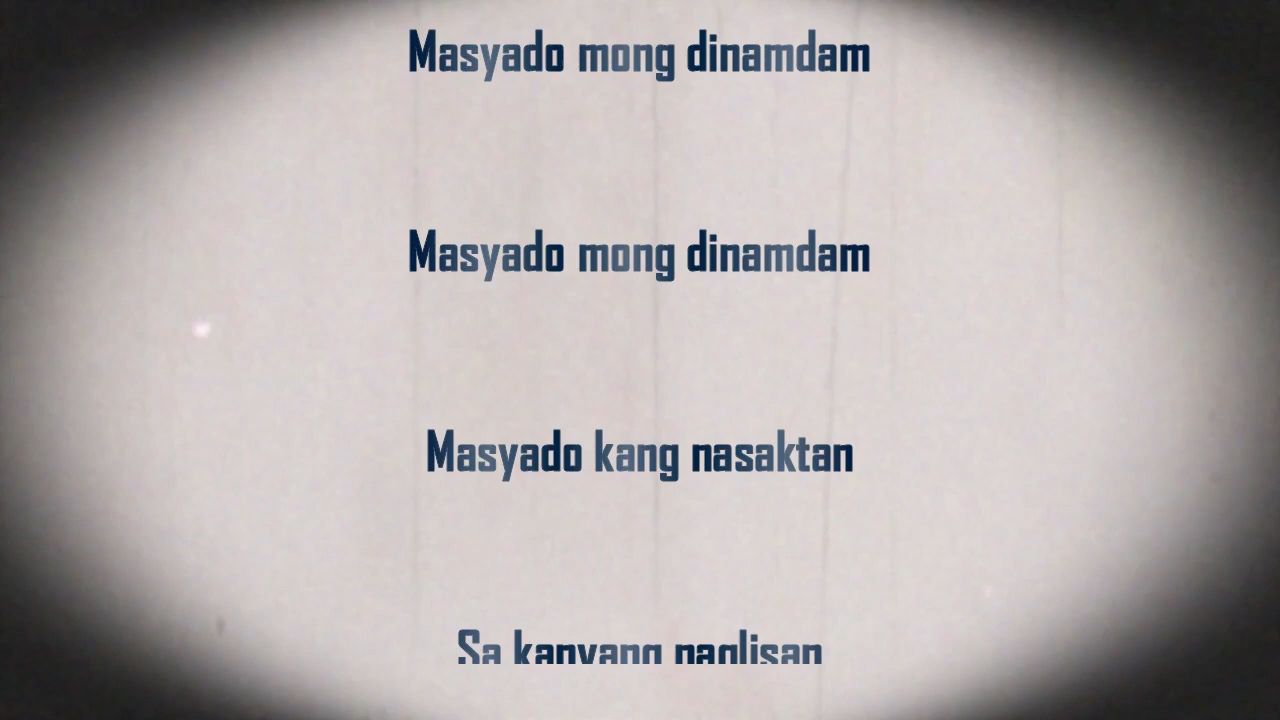 Masyado mong dinamdam
Masyado mong dinamdam
Masyado kang nasaktan
Sa kanyang paglisan